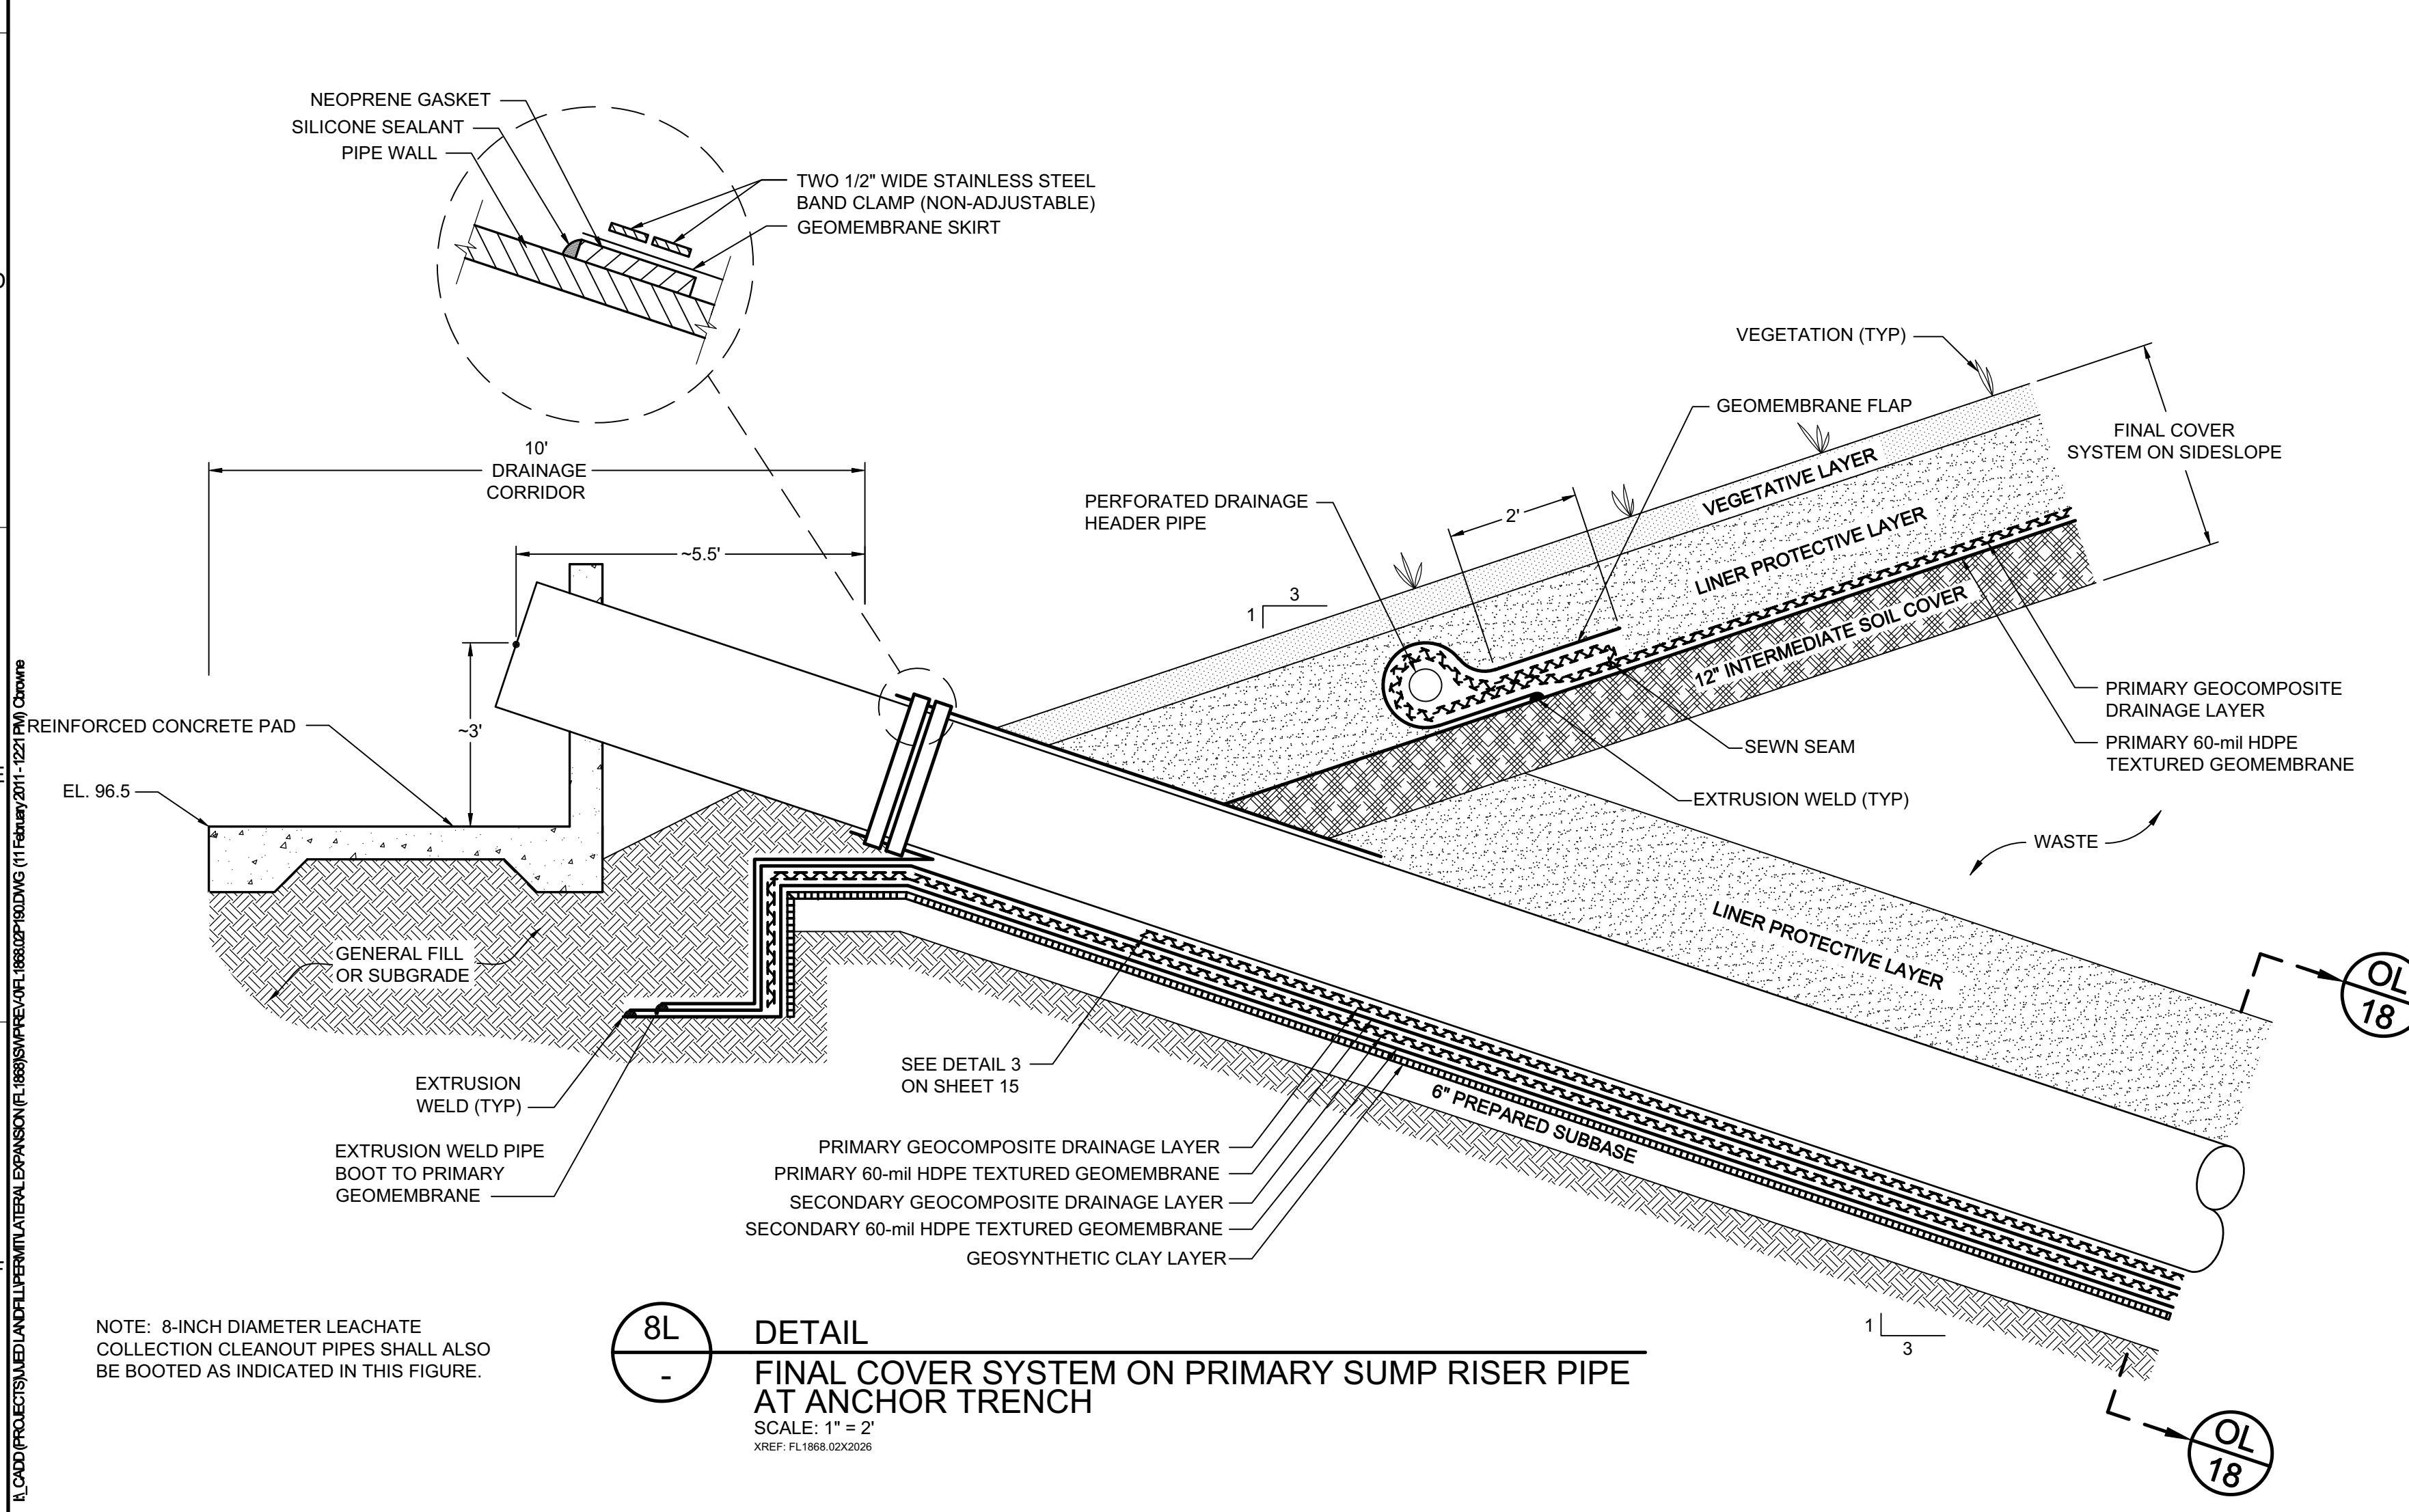 NEOPRENE GASKET
SILICONE SEALANT
PIPE WALL
TWO 1/2" WIDE STAINLESS STEEL
BAND CLAMP (NON-ADJUSTABLE)
GEOMEMBRANE SKIRT
VEGETATION (TYP)
GEOMEMBRANE FLAP
FINAL COVER
SYSTEM ON SIDESLOPE
10'
DRAINAGE
CORRIDOR
~5.5'
PERFORATED DRAINAGE
HEADER PIPE
2'
VEGETATIVE LAYER
LINER PROTECTIVE LAYER
12" INTERMEDIATE SOIL COVER
3
1
~3'
REINFORCED CONCRETE PAD
EL. 96.5
PRIMARY GEOCOMPOSITE
DRAINAGE LAYER
PRIMARY 60-mil HDPE
TEXTURED GEOMEMBRANE
SEWN SEAM
EXTRUSION WELD (TYP)
WASTE
LINER PROTECTIVE LAYER
GENERAL FILL
OR SUBGRADE
OL
18
SEE DETAIL 3
ON SHEET 15
EXTRUSION
WELD (TYP)
EXTRUSION WELD PIPE
BOOT TO PRIMARY
GEOMEMBRANE
6" PREPARED SUBBASE
PRIMARY GEOCOMPOSITE DRAINAGE LAYER
PRIMARY 60-mil HDPE TEXTURED GEOMEMBRANE
SECONDARY GEOCOMPOSITE DRAINAGE LAYER
SECONDARY 60-mil HDPE TEXTURED GEOMEMBRANE
GEOSYNTHETIC CLAY LAYER
1
3
NOTE: 8-INCH DIAMETER LEACHATE
COLLECTION CLEANOUT PIPES SHALL ALSO
BE BOOTED AS INDICATED IN THIS FIGURE.
8L
-
DETAIL
FINAL COVER SYSTEM ON PRIMARY SUMP RISER PIPE
AT ANCHOR TRENCH
SCALE: 1" = 2'
XREF: FL1868.02X2026
OL
18